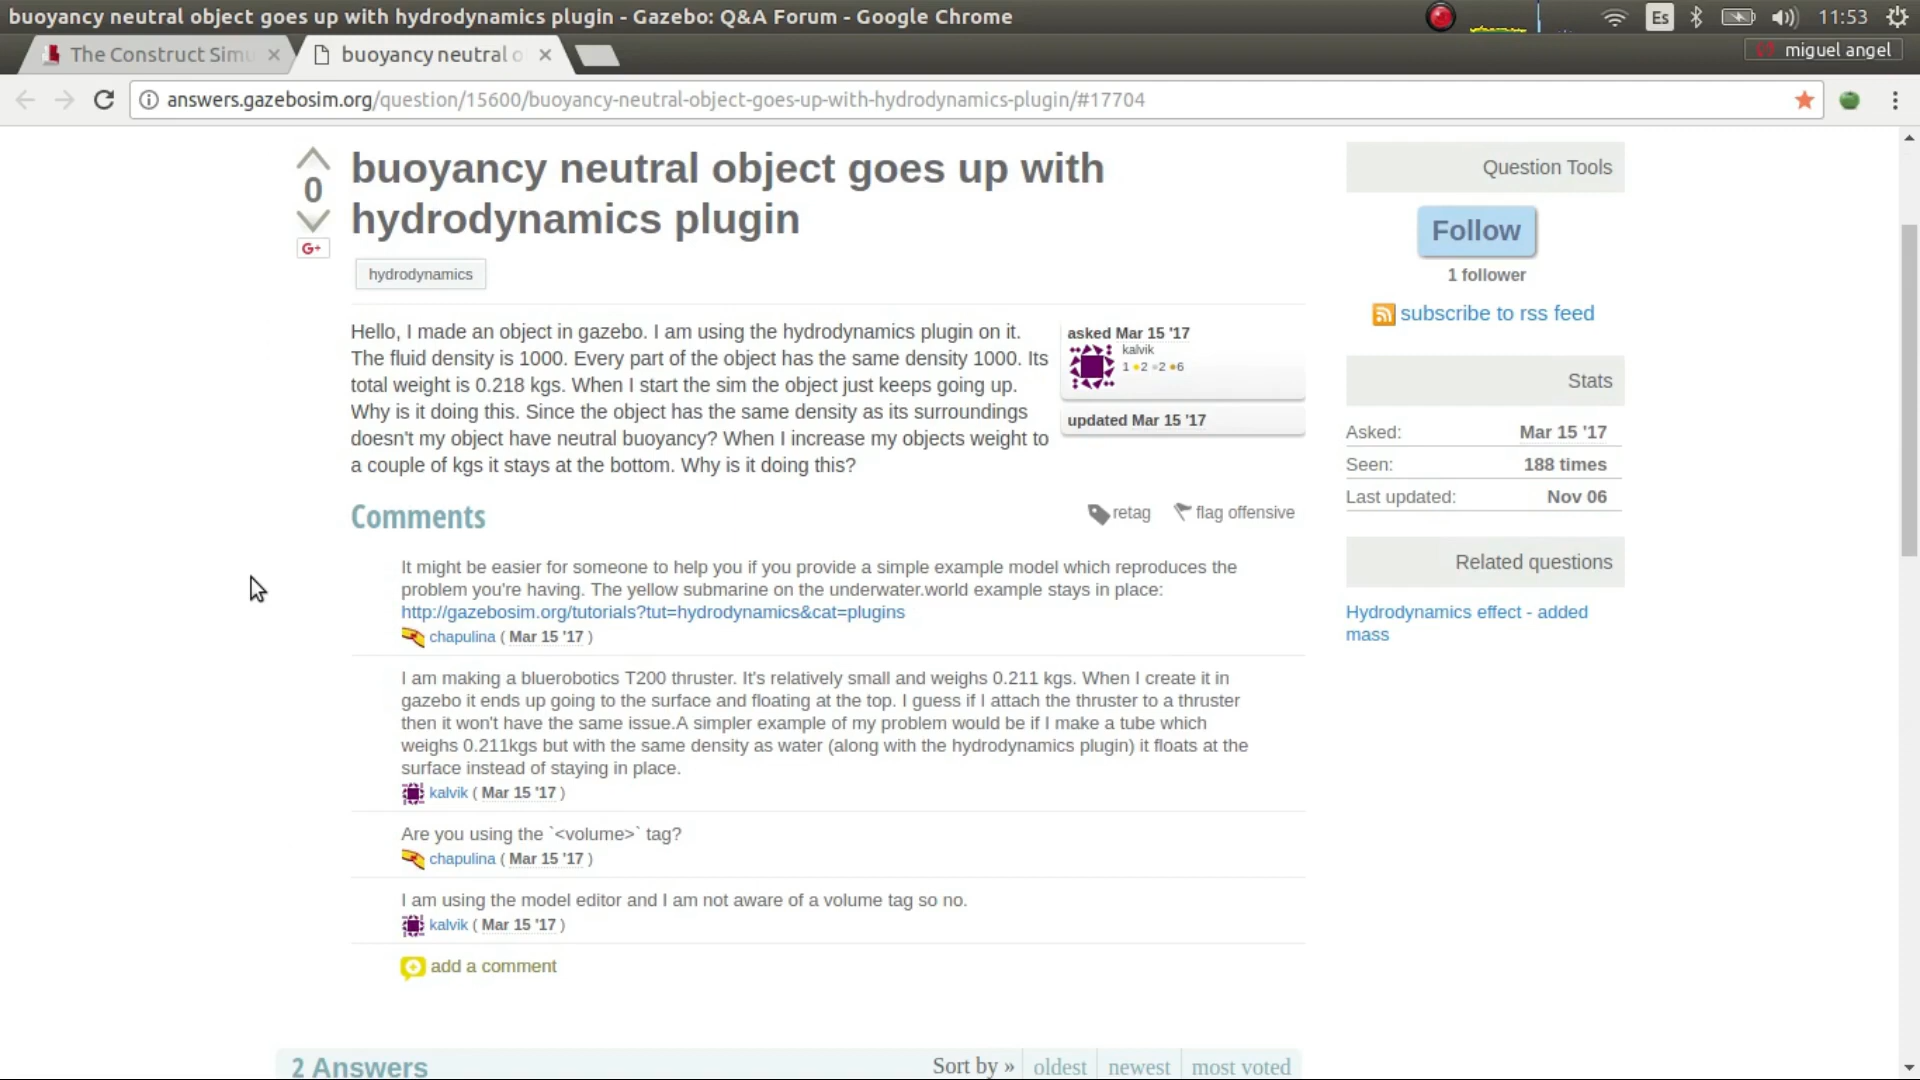 buoyancy neutral object goes up with hydrodynamics plugin - Gazebo: Q&A Forum - Google Chrome
Es
11:53
The Construct Simu
buoyancy neutral o
miguel angel
answers.gazebosim.org/question/15600/buoyancy-neutral-object-goes-up-with-hydrodynamics-plugin/#17704
0
G+
buoyancy neutral object goes up with
hydrodynamics plugin
hydrodynamics
Hello, I made an object in gazebo. I am using the hydrodynamics plugin on it.
The fluid density is 1000. Every part of the object has the same density 1000. Its
total weight is 0.218 kgs. When I start the sim the object just keeps going up.
Why is it doing this. Since the object has the same density as its surroundings
doesn't my object have neutral buoyancy? When I increase my objects weight to
a couple of kgs it stays at the bottom. Why is it doing this?
asked Mar 15 '17
kalvik
1 ●2 ●2 ●6
updated Mar 15 '17
Comments
retag
flag offensive
It might be easier for someone to help you if you provide a simple example model which reproduces the
problem you're having. The yellow submarine on the underwater.world example stays in place:
http://gazebosim.org/tutorials?tut=hydrodynamics&cat=plugins
chapulina ( Mar 15 '17 )
I am making a bluerobotics T200 thruster. It's relatively small and weighs 0.211 kgs. When I create it in
gazebo it ends up going to the surface and floating at the top. I guess if I attach the thruster to a thruster
then it won't have the same issue.A simpler example of my problem would be if I make a tube which
weighs 0.211kgs but with the same density as water (along with the hydrodynamics plugin) it floats at the
surface instead of staying in place.
kalvik ( Mar 15 '17 )
Are you using the `<volume>` tag?
chapulina ( Mar 15 '17 )
I am using the model editor and I am not aware of a volume tag so no.
kalvik ( Mar 15 '17 )
add a comment
2 Answers
Sort by »
oldest
newest
most voted
Question Tools
Follow
1 follower
subscribe to rss feed
Stats
Asked: Mar 15 '17
Seen: 188 times
Last updated: Nov 06
Related questions
Hydrodynamics effect - added
mass